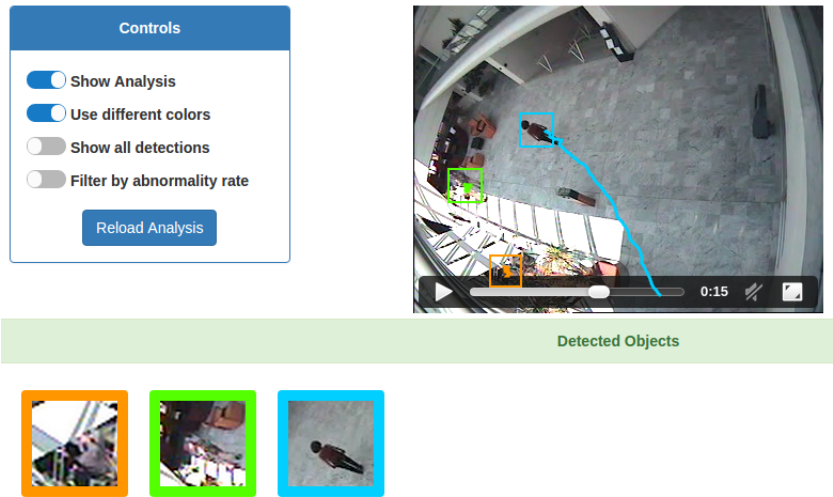 Controls
Show Analysis
Use different colors
Show all detections
Filter by abnormality rate
Reload Analysis
0:15
Detected Objects